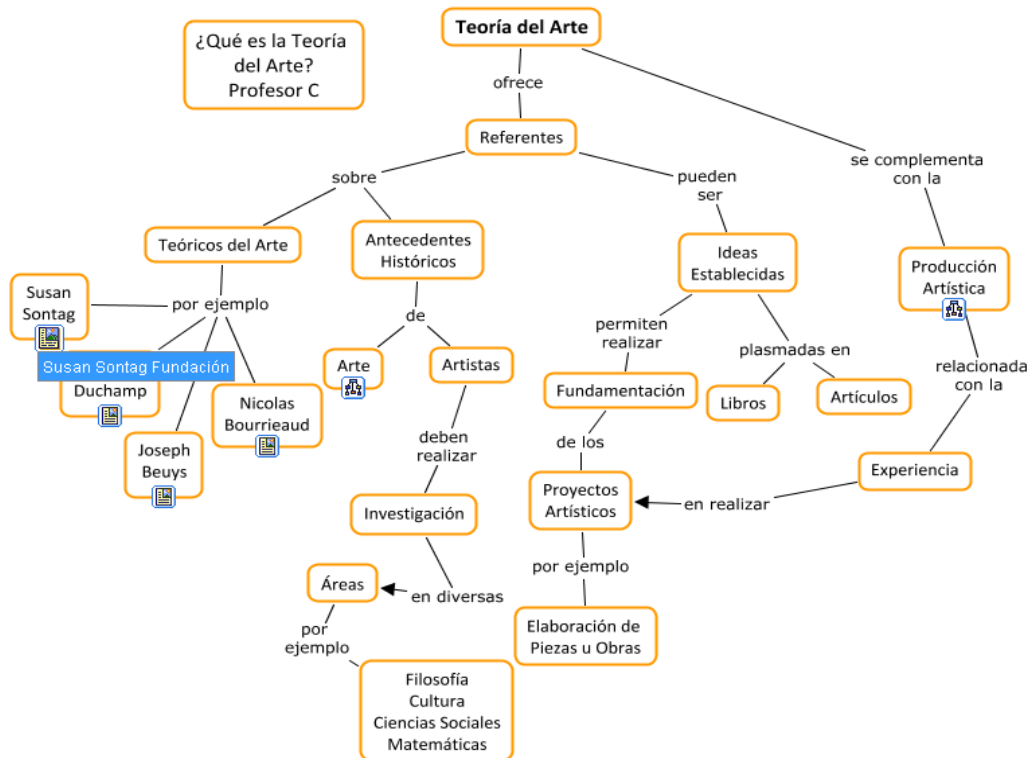 Teoría del Arte
¿Qué es la Teoría
del Arte?
Profesor C
ofrece
Referentes
se complementa
con la
sobre
pueden
ser
Teóricos del Arte
Antecedentes
Históricos
Ideas
Establecidas
Producción
Artística
Susan
Sontag
por ejemplo
de
permiten
realizar
plasmadas en
relacionada
con la
Susan Sontag Fundación
Duchamp
Nicolas
Bourrieaud
Joseph
Beuys
Arte
Artistas
Fundamentación
Libros
Artículos
deben
realizar
de los
Experiencia
Investigación
Proyectos
Artísticos
en realizar
Áreas
en diversas
por ejemplo
por
ejemplo
Elaboración de
Piezas u Obras
Filosofía
Cultura
Ciencias Sociales
Matemáticas